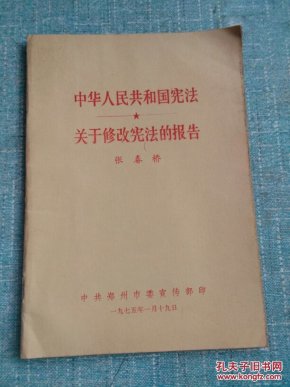 中华人民共和国宪法
★
关于修改宪法的报告
张春桥
中共郑州市委宣传部印
一九七五年一月十九日
孔夫子旧书网